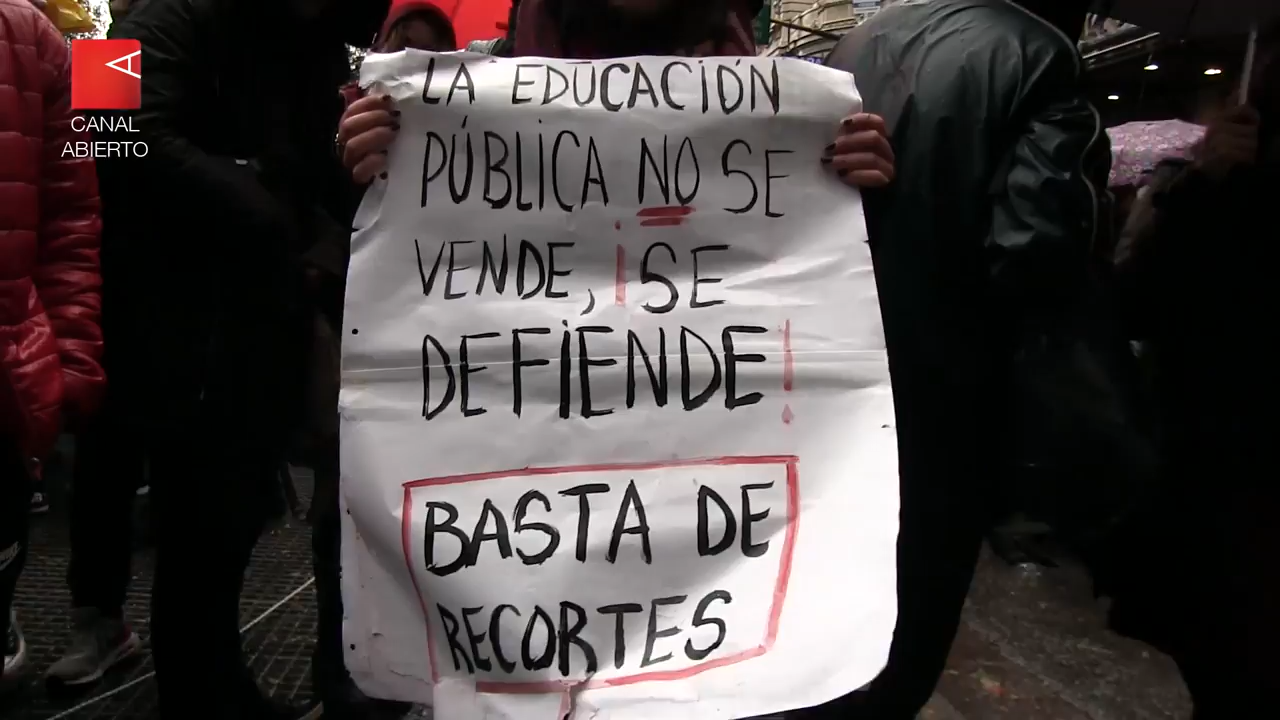 CANAL
ABIERTO
LA EDUCACIÓN
PÚBLICA NO SE
VENDE, ¡SE
DEFIENDE!
BASTA DE
RECORTES